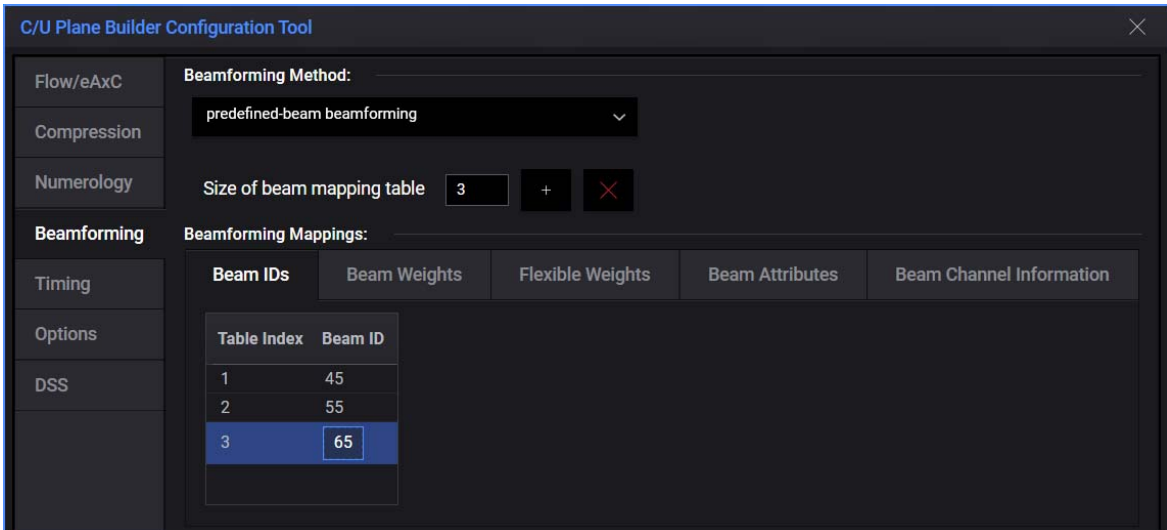 C/U Plane Builder Configuration Tool
Flow/eAxC
Compression
Numerology
Beamforming
Timing
Options
DSS
Beamforming Method:
predefined-beam beamforming
Size of beam mapping table 3 +
Beamforming Mappings:
Beam IDs Beam Weights Flexible Weights Beam Attributes Beam Channel Information
Table Index Beam ID
1 45
2 55
3 65